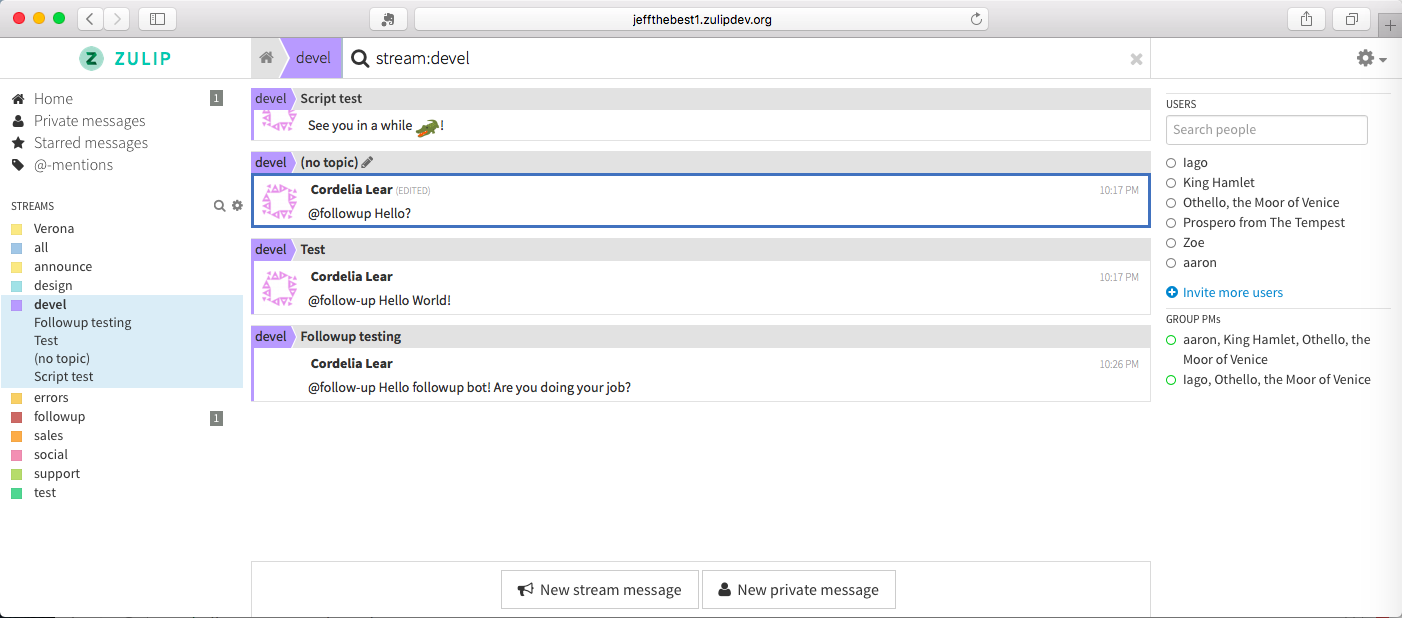 jeffthebest1.zulipdev.org
Z ZULIP
devel
stream:devel
Home 1
Private messages
Starred messages
@-mentions
STREAMS
Verona
all
announce
design
devel
Followup testing
Test
(no topic)
Script test
errors
followup 1
sales
social
support
test
devel Script test
See you in a while !
devel (no topic)
Cordelia Lear (EDITED) 10:17 PM
@followup Hello?
devel Test
Cordelia Lear 10:17 PM
@follow-up Hello World!
devel Followup testing
Cordelia Lear 10:26 PM
@follow-up Hello followup bot! Are you doing your job?
New stream message
New private message
USERS
Search people
Iago
King Hamlet
Othello, the Moor of Venice
Prospero from The Tempest
Zoe
aaron
Invite more users
GROUP PMs
aaron, King Hamlet, Othello, the
Moor of Venice
Iago, Othello, the Moor of Venice